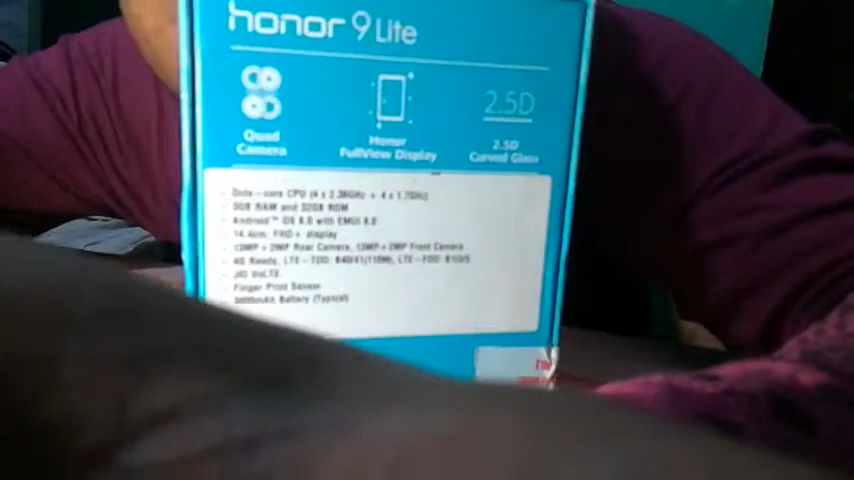 honor 9 Lite
2.5D
Quad Camera
Honor FullView Display
2.5D Curved Glass
- Octa-core CPU (4 x 2.36GHz + 4 x 1.7GHz)
- 3GB RAM and 32GB ROM
- Android™ OS 8.0 with EMUI 8.0
- 14.4cm, FHD+ display
- 13MP+2MP Rear Camera, 13MP+2MP Front Camera
- JIO VoLTE
- Finger Print Sensor
- 3000mAh Battery (Typical)